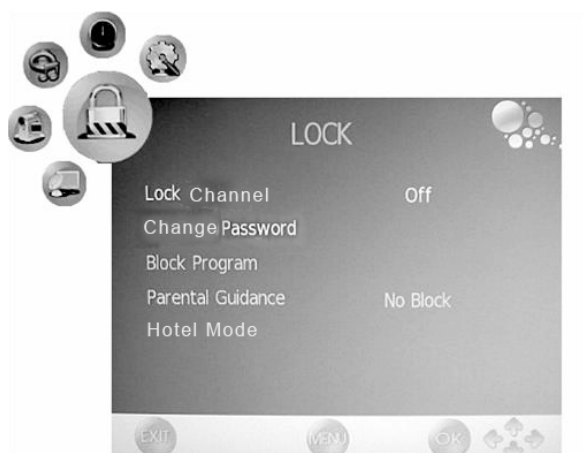 LOCK
Lock Channel Off
Change Password
Block Program
Parental Guidance No Block
Hotel Mode
EXIT MENU OK